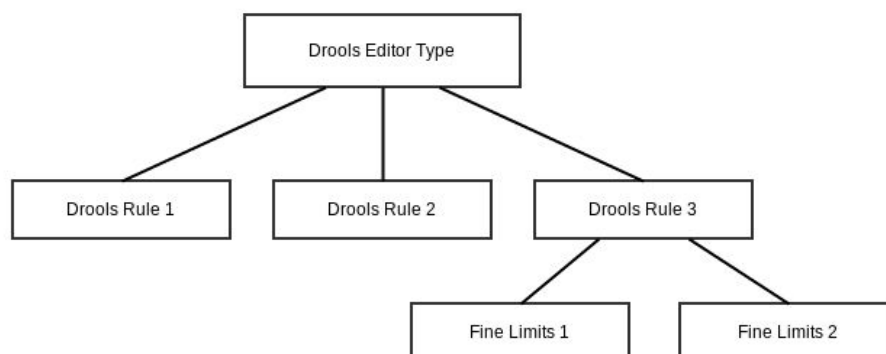 Drools Editor Type
Drools Rule 1
Drools Rule 2
Drools Rule 3
Fine Limits 1
Fine Limits 2